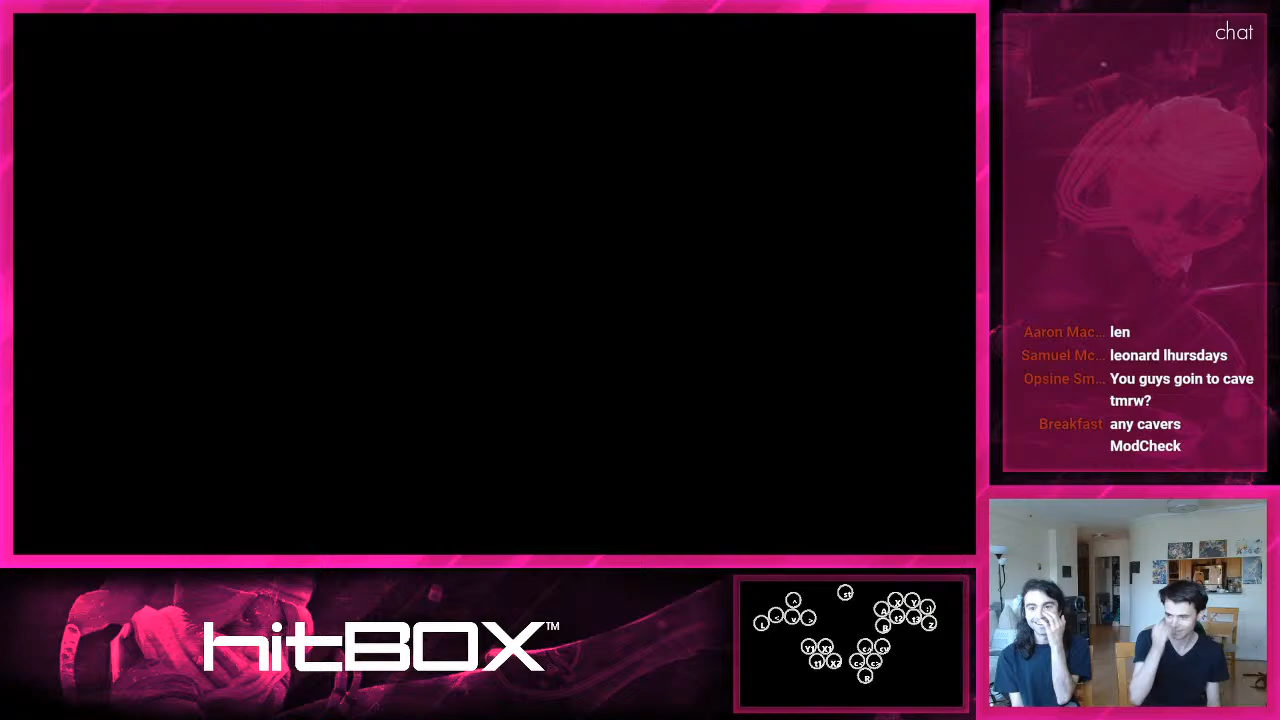 chat
Aaron Mac... len
Samuel Mc... leonard lhursdays
Opsine Sm... You guys goin to cave
tmrw?
Breakfast any cavers
ModCheck
hitBOX™
st